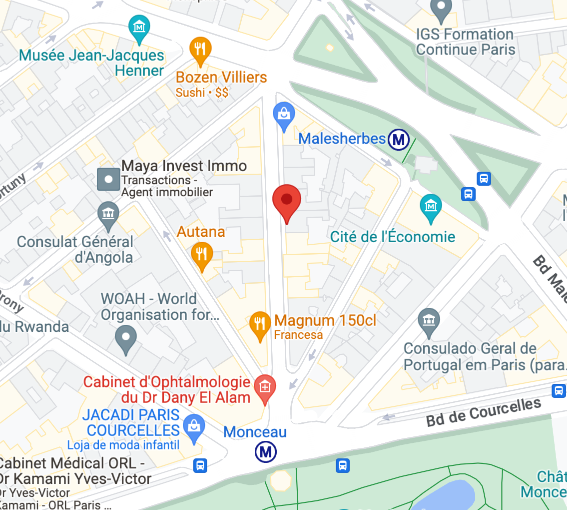 IGS Formation
Continue Paris
Musée Jean-Jacques
Henner
Bozen Villiers
Sushi • $$
Malesherbes
M
Maya Invest Immo
Transactions -
Agent immobilier
ortuny
Consulat Général
d'Angola
Autana
Cité de l'Économie
Bd Male
rony
WOAH - World
Organisation for...
du Rwanda
Magnum 150cl
Francesa
Consulado Geral de
Portugal em Paris (para...
Cabinet d'Ophtalmologie
du Dr Dany El Alam
JACADI PARIS
COURCELLES
Loja de moda infantil
Bd de Courcelles
Monceau
M
Cabinet Médical ORL -
Dr Kamami Yves-Victor
Dr Yves-Victor
Kamami - ORL Paris ...
Chât
Monce